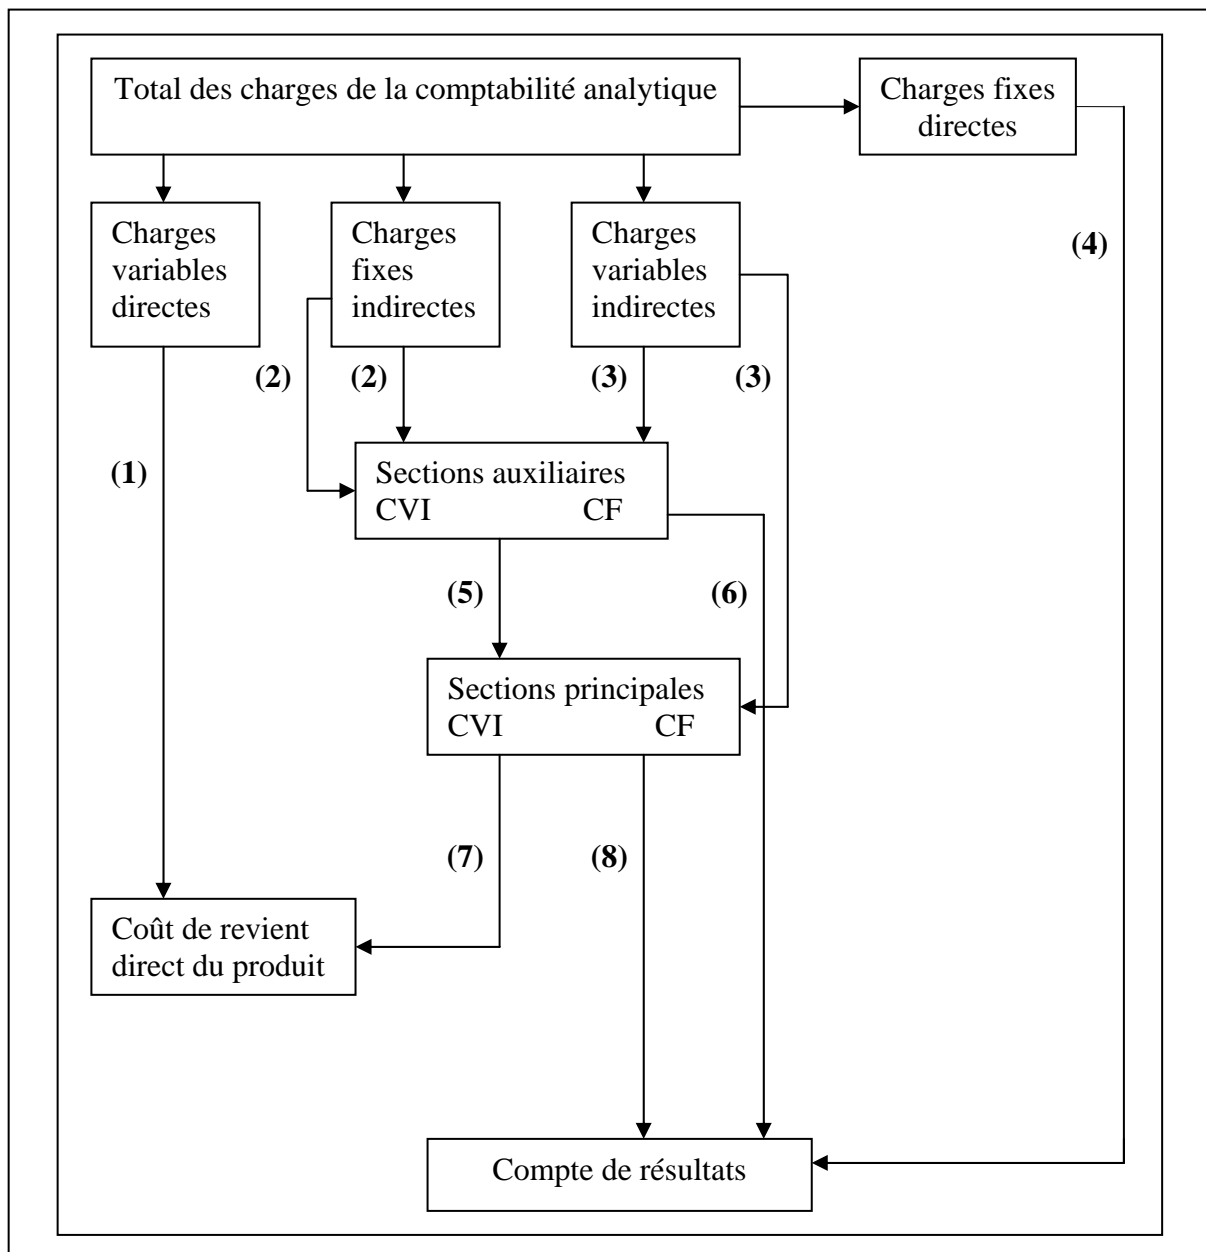 Total des charges de la comptabilité analytique
Charges fixes
directes
Charges
variables
directes
Charges
fixes
indirectes
Charges
variables
indirectes
(4)
(2)
(2)
(3)
(3)
(1)
Sections auxiliaires
CVI CF
(5)
(6)
Sections principales
CVI CF
(7)
(8)
Coût de revient
direct du produit
Compte de résultats